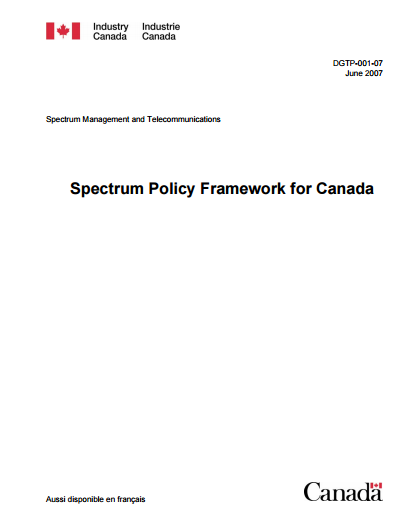 Industry Industrie
Canada Canada
DGTP-001-07
June 2007
Spectrum Management and Telecommunications
Spectrum Policy Framework for Canada
Aussi disponible en français
Canada